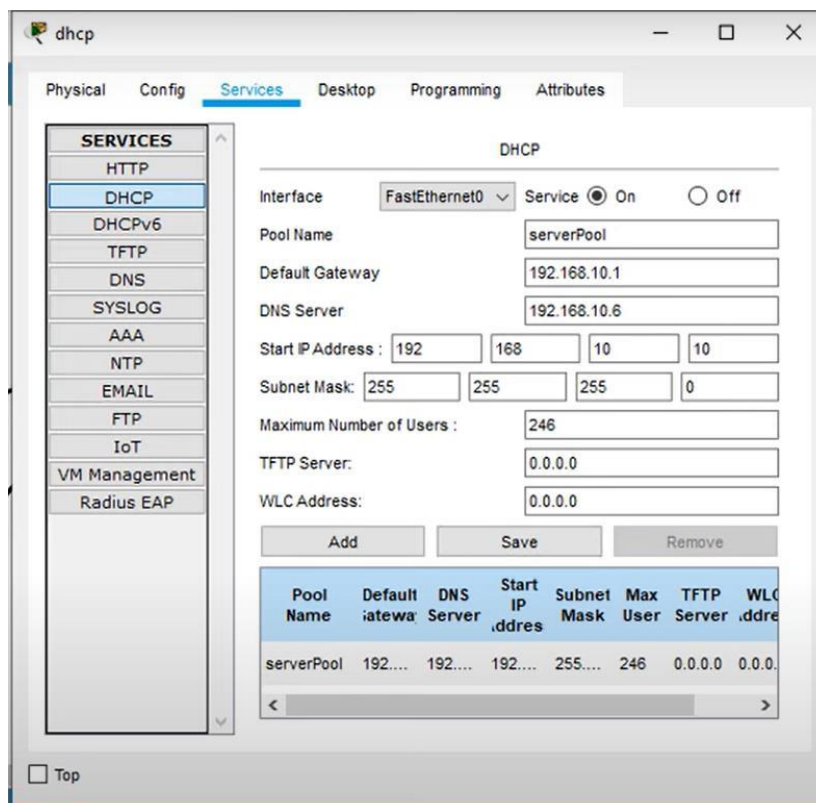 dhcp
Physical Config Services Desktop Programming Attributes
SERVICES
HTTP
DHCP
DHCPv6
TFTP
DNS
SYSLOG
AAA
NTP
EMAIL
FTP
IoT
VM Management
Radius EAP
DHCP
Interface FastEthernet0 Service On Off
Pool Name serverPool
Default Gateway 192.168.10.1
DNS Server 192.168.10.6
Start IP Address : 192 168 10 10
Subnet Mask: 255 255 255 0
Maximum Number of Users : 246
TFTP Server: 0.0.0.0
WLC Address: 0.0.0.0
Add Save Remove
Pool Name Default Gatewa DNS Server Start IP Addres Subnet Mask Max User TFTP Server WLC Addre
serverPool 192.... 192.... 192.... 255.... 246 0.0.0.0 0.0.0.
Top